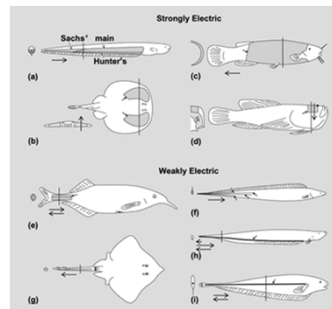 Strongly Electric
Sachs' main
Hunter's
(a)
(c)
(b)
(d)
Weakly Electric
(e)
(f)
(h)
(g)
(i)